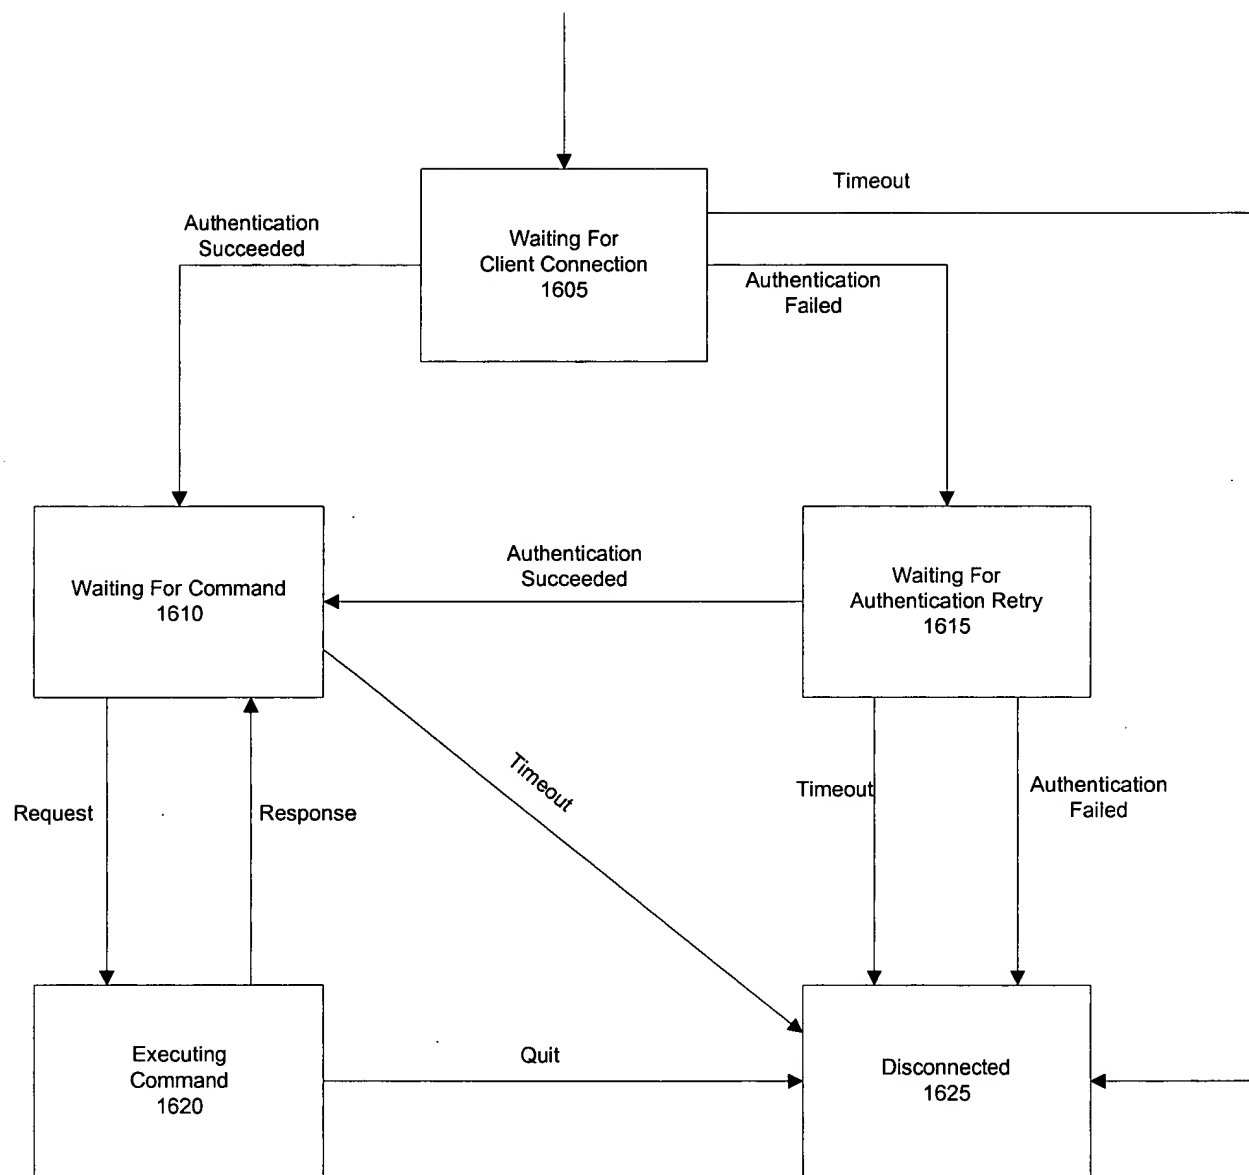 Timeout
Authentication
Succeeded
Waiting For
Client Connection
1605
Authentication
Failed
Authentication
Succeeded
Waiting For Command
1610
Waiting For
Authentication Retry
1615
Timeout
Request
Response
Timeout
Authentication
Failed
Executing
Command
1620
Quit
Disconnected
1625